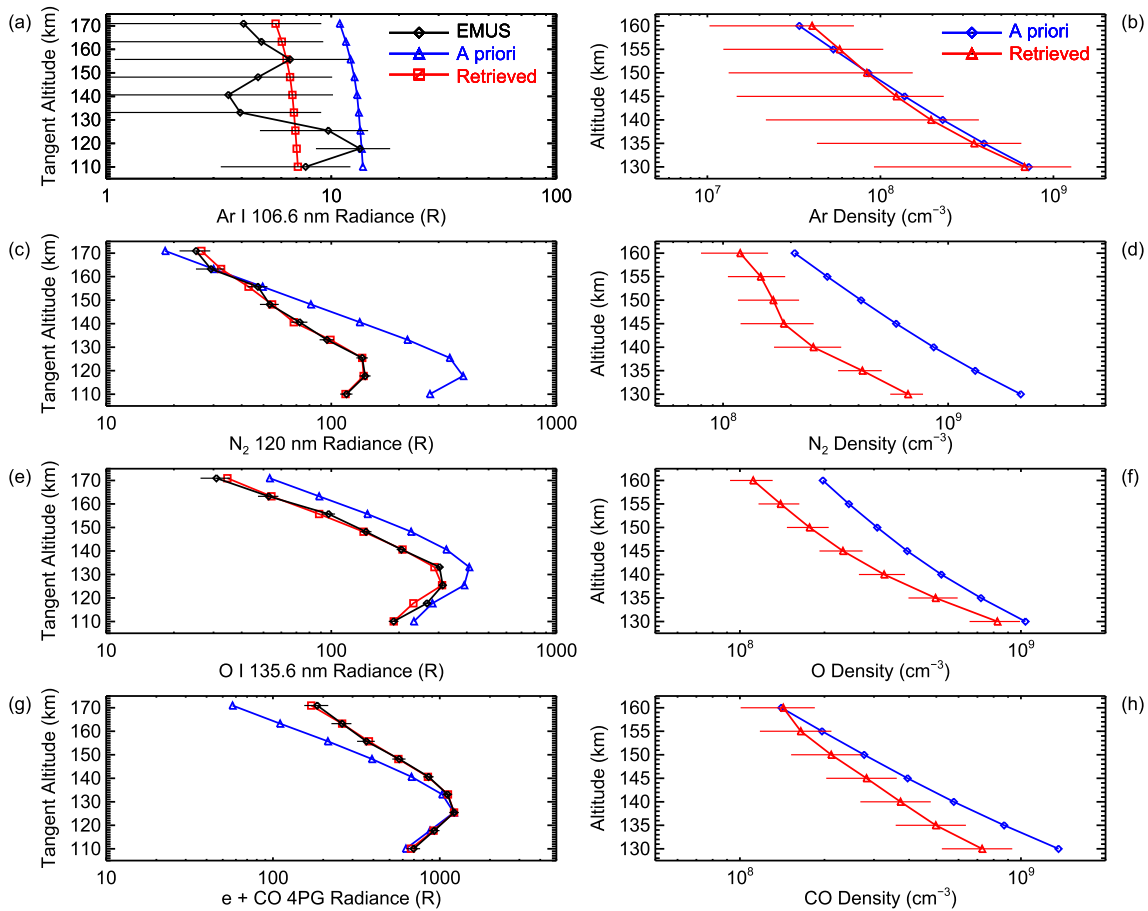 (a)
Tangent Altitude (km)
170
160
150
140
130
120
110
EMUS
A priori
Retrieved
1
10
100
Ar I 106.6 nm Radiance (R)
(b)
Altitude (km)
160
155
150
145
140
135
130
A priori
Retrieved
10⁷
10⁸
10⁹
Ar Density (cm⁻³)
(c)
Tangent Altitude (km)
170
160
150
140
130
120
110
10
100
1000
N₂ 120 nm Radiance (R)
(d)
Altitude (km)
160
155
150
145
140
135
130
10⁸
10⁹
N₂ Density (cm⁻³)
(e)
Tangent Altitude (km)
170
160
150
140
130
120
110
10
100
1000
O I 135.6 nm Radiance (R)
(f)
Altitude (km)
160
155
150
145
140
135
130
10⁸
10⁹
O Density (cm⁻³)
(g)
Tangent Altitude (km)
170
160
150
140
130
120
110
10
100
1000
e + CO 4PG Radiance (R)
(h)
Altitude (km)
160
155
150
145
140
135
130
10⁸
10⁹
CO Density (cm⁻³)